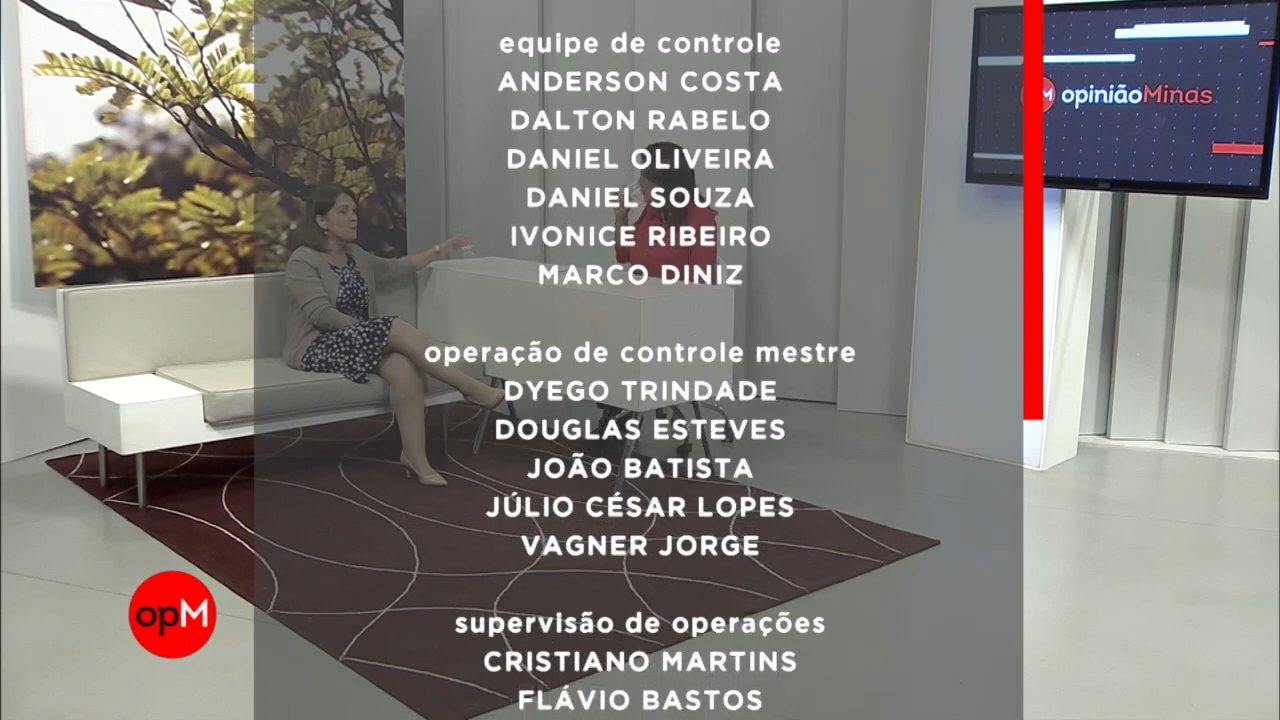 equipe de controle
ANDERSON COSTA
DALTON RABELO
DANIEL OLIVEIRA
DANIEL SOUZA
IVONICE RIBEIRO
MARCO DINIZ
operação de controle mestre
DYEGO TRINDADE
DOUGLAS ESTEVES
JOÃO BATISTA
JÚLIO CÉSAR LOPES
VAGNER JORGE
supervisão de operações
CRISTIANO MARTINS
FLÁVIO BASTOS
M opiniãoMinas
opM